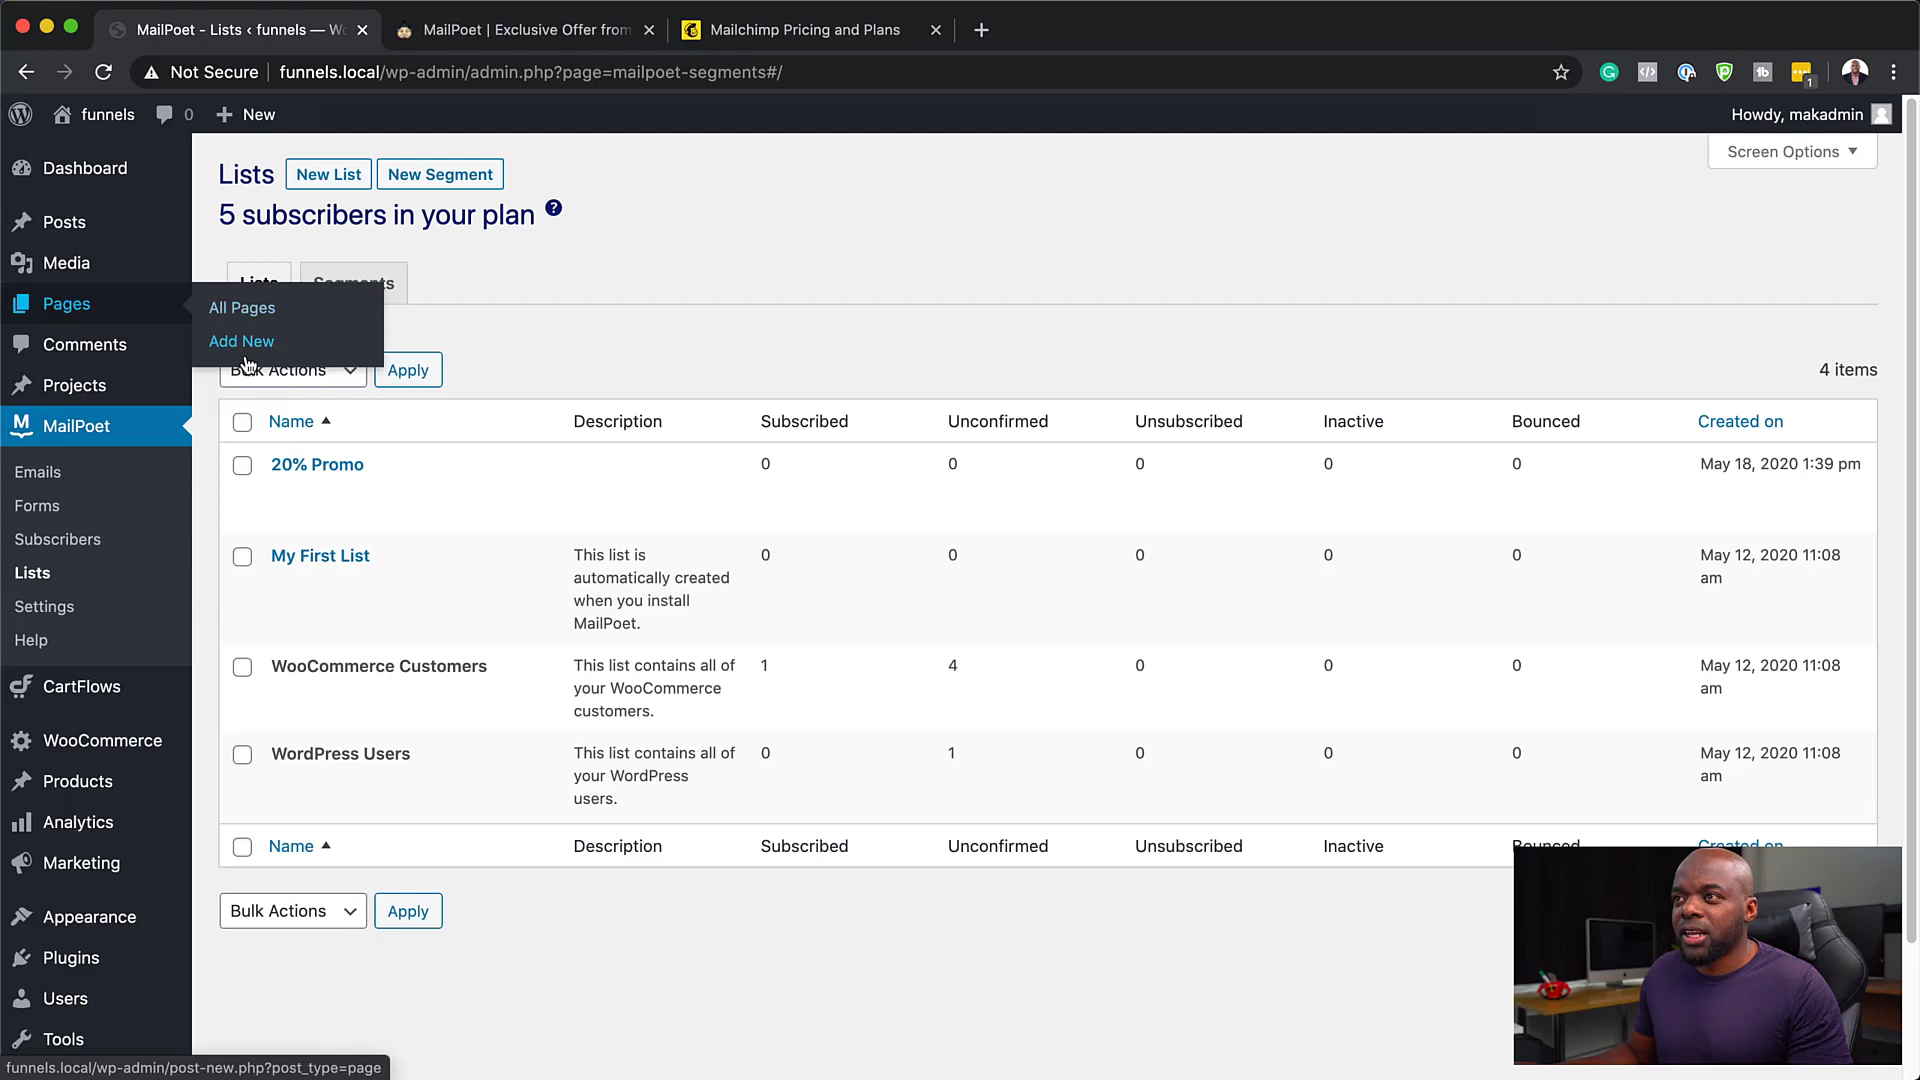 MailPoet - Lists ‹ funnels — W
MailPoet | Exclusive Offer from
Mailchimp Pricing and Plans
Not Secure
funnels.local/wp-admin/admin.php?page=mailpoet-segments#/
1
funnels
0
New
Howdy, makadmin
Screen Options
Dashboard
Posts
Media
Pages
All Pages
Add New
Comments
Projects
MailPoet
Emails
Forms
Subscribers
Lists
Settings
Help
CartFlows
WooCommerce
Products
Analytics
Marketing
Appearance
Plugins
Users
Tools
Lists
New List
New Segment
5 subscribers in your plan
Lists
Segments
Bulk Actions
Apply
4 items
Name Description Subscribed Unconfirmed Unsubscribed Inactive Bounced Created on
20% Promo 0 0 0 0 0 May 18, 2020 1:39 pm
My First List This list is 0 0 0 0 0 May 12, 2020 11:08
automatically created am
when you install
MailPoet.
WooCommerce Customers This list contains all of 1 4 0 0 0 May 12, 2020 11:08
your WooCommerce am
customers.
WordPress Users This list contains all of 0 1 0 0 0 May 12, 2020 11:08
your WordPress am
users.
Name Description Subscribed Unconfirmed Unsubscribed Inactive Bounced Created on
Bulk Actions
Apply
funnels.local/wp-admin/post-new.php?post_type=page